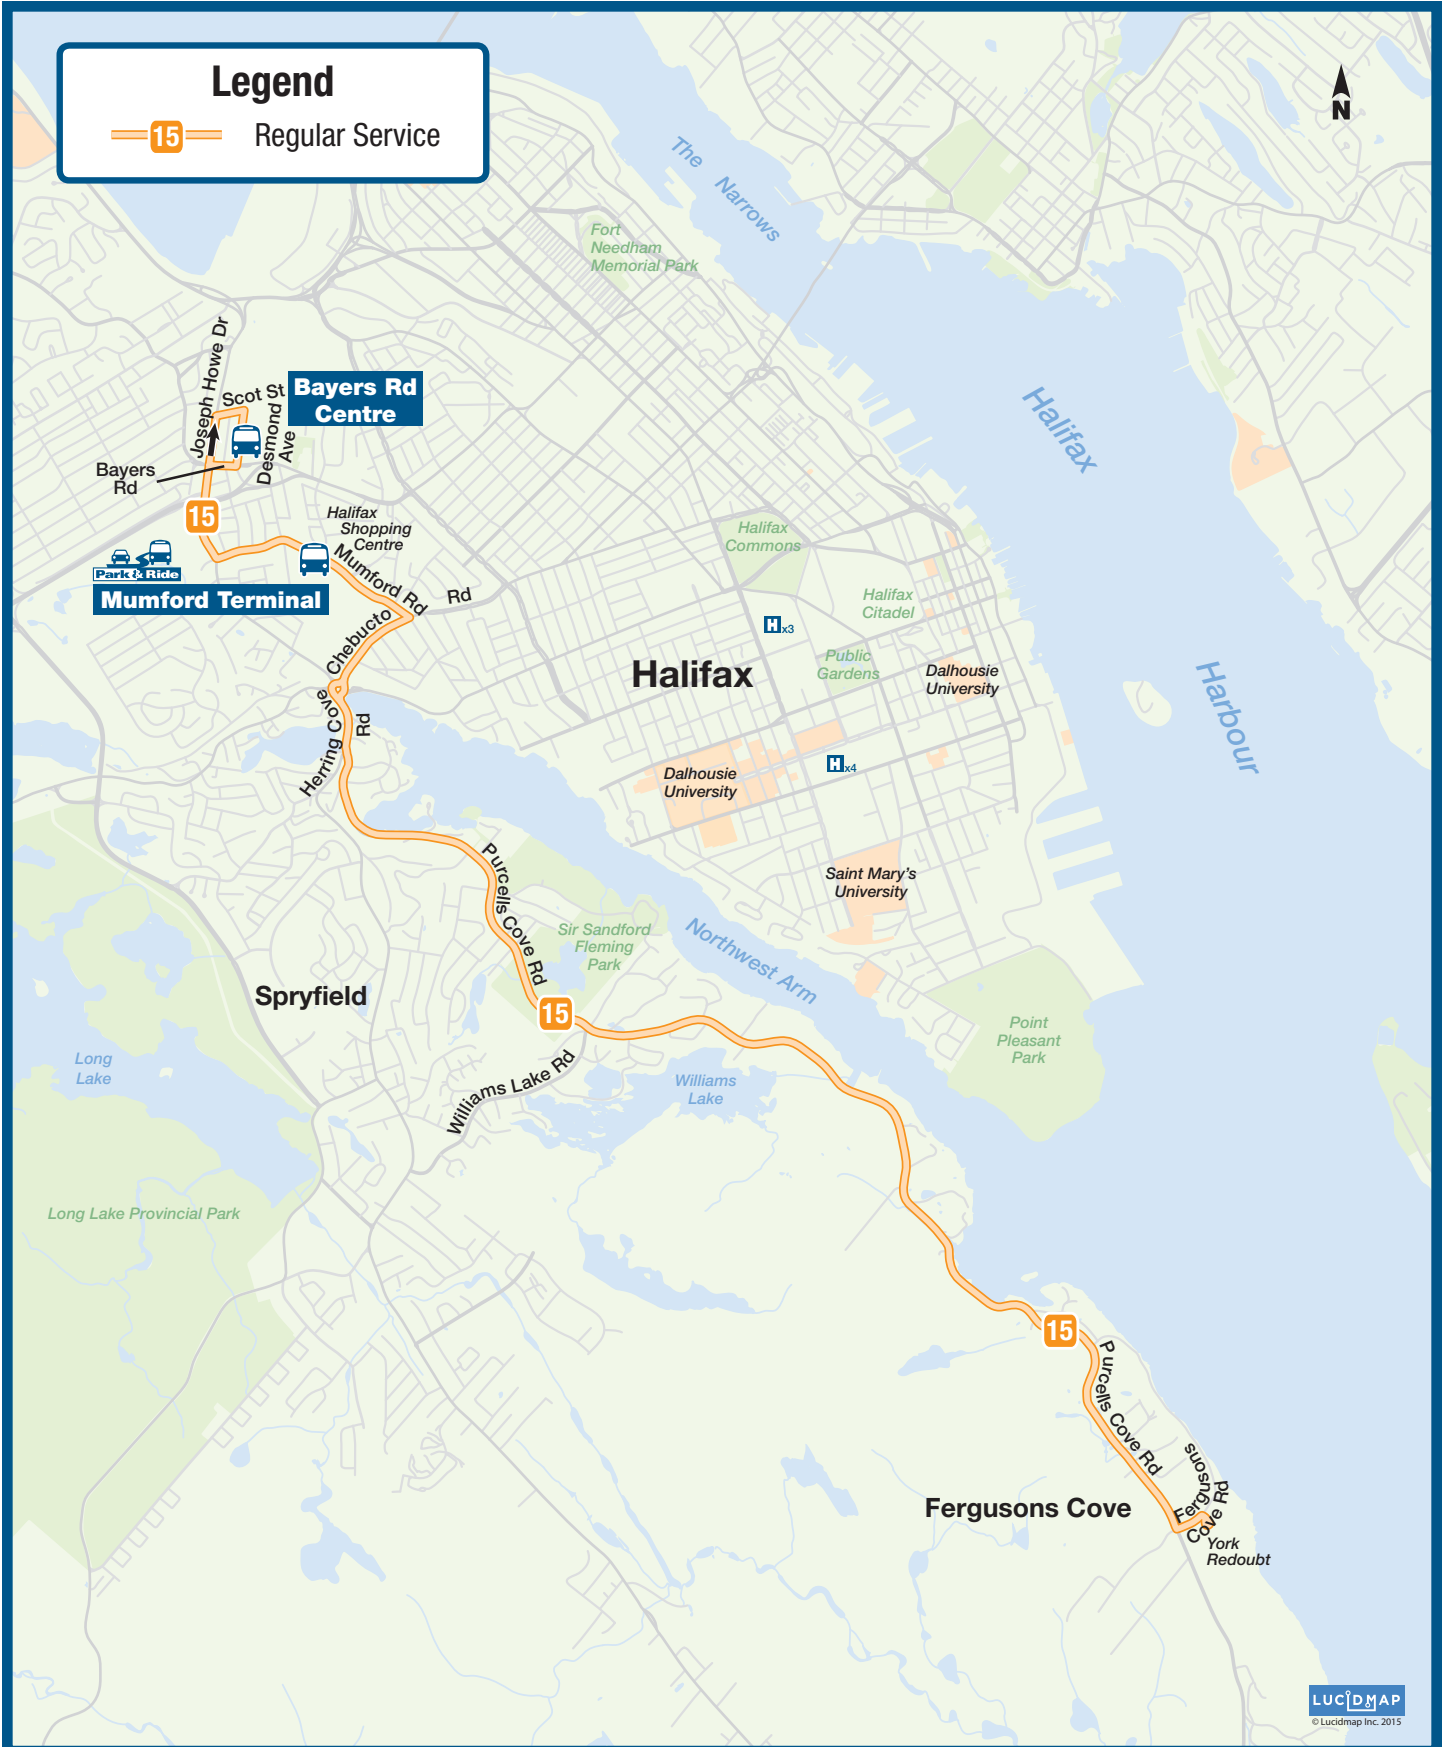 Legend
15 Regular Service
N
The Narrows
Fort
Needham
Memorial Park
Joseph Howe Dr
Scot St
Bayers Rd
Centre
Desmond
Ave
Bayers
Rd
15
Halifax
Shopping
Centre
Park & Ride
Mumford Terminal
Mumford Rd
Rd
Chebucto
Herring Cove
Rd
Halifax
Harbour
Halifax
Commons
Halifax
Citadel
H x3
Public
Gardens
Halifax
Dalhousie
University
Dalhousie
University
H x4
Saint Mary's
University
Purcells Cove Rd
Sir Sandford
Fleming
Park
Northwest Arm
Spryfield
15
Point
Pleasant
Park
Long
Lake
Williams Lake Rd
Williams
Lake
Long Lake Provincial Park
15
Purcells Cove Rd
Fergusons
Cove Rd
Fergusons Cove
York
Redoubt
LUCIDMAP
© Lucidmap Inc. 2015